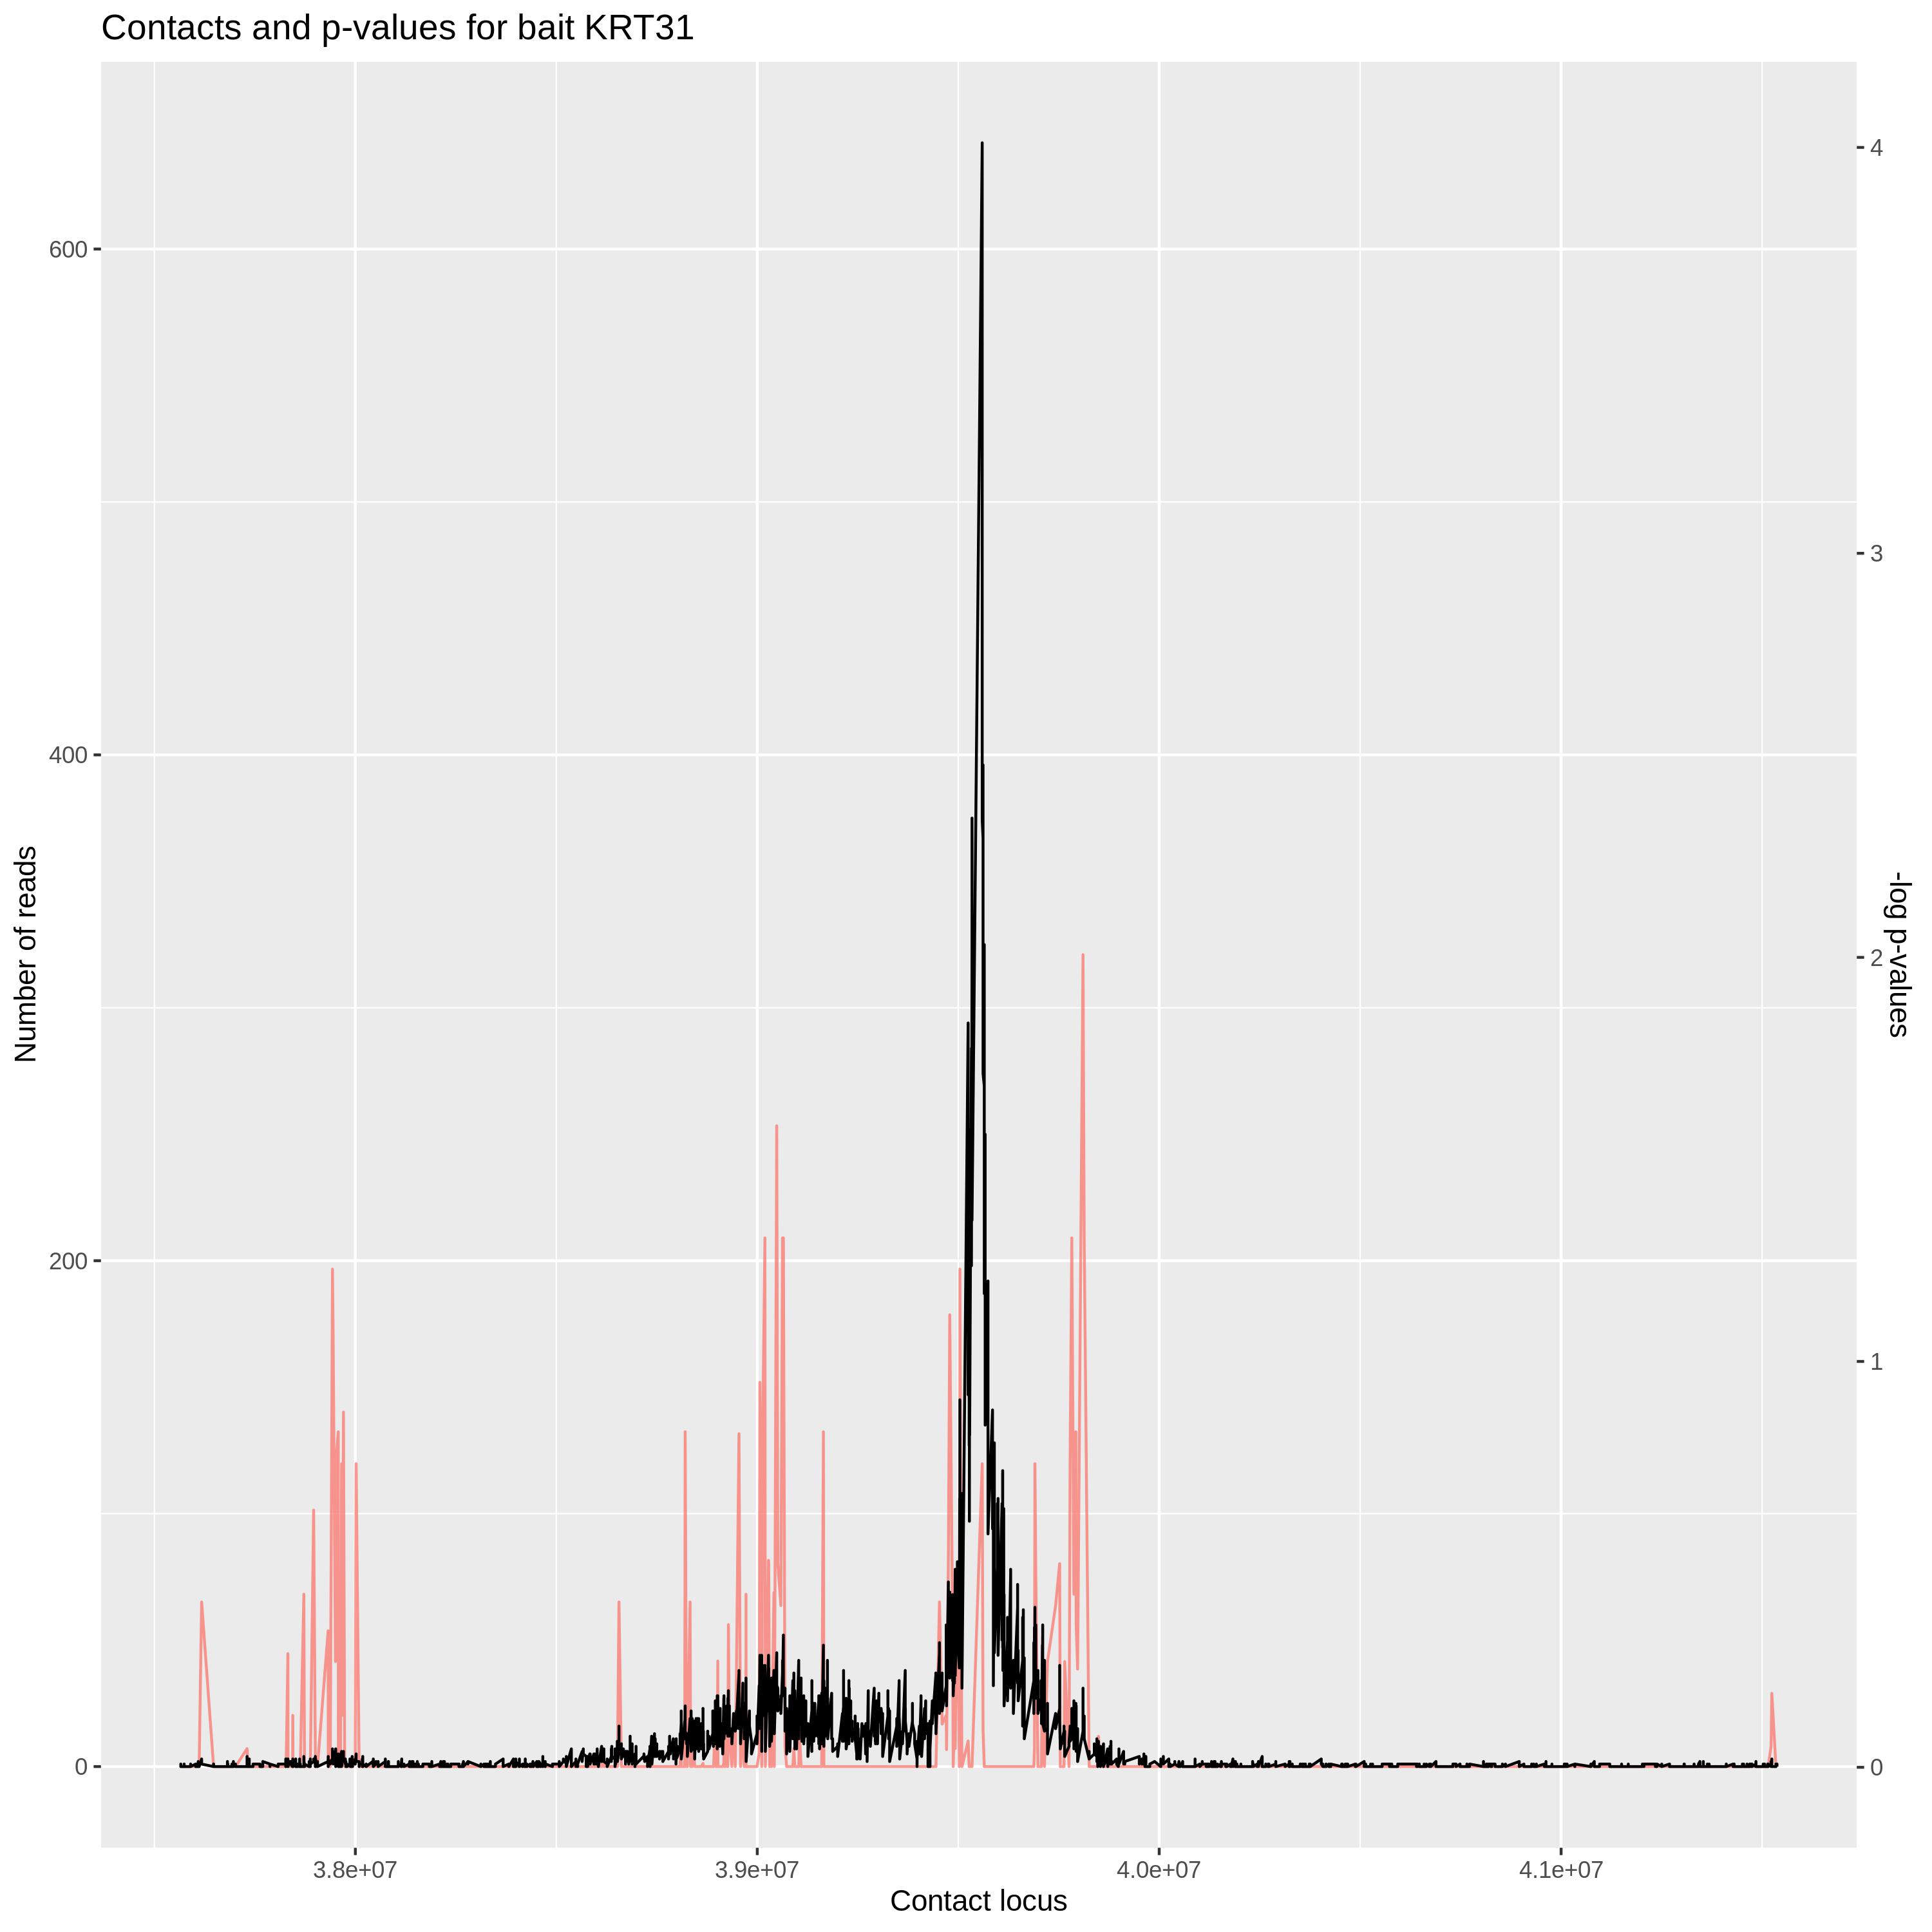 Contacts and p-values for bait KRT31
Number of reads
600
400
200
0
4
3
2
1
0
-log p-values
3.8e+07
3.9e+07
4.0e+07
4.1e+07
Contact locus